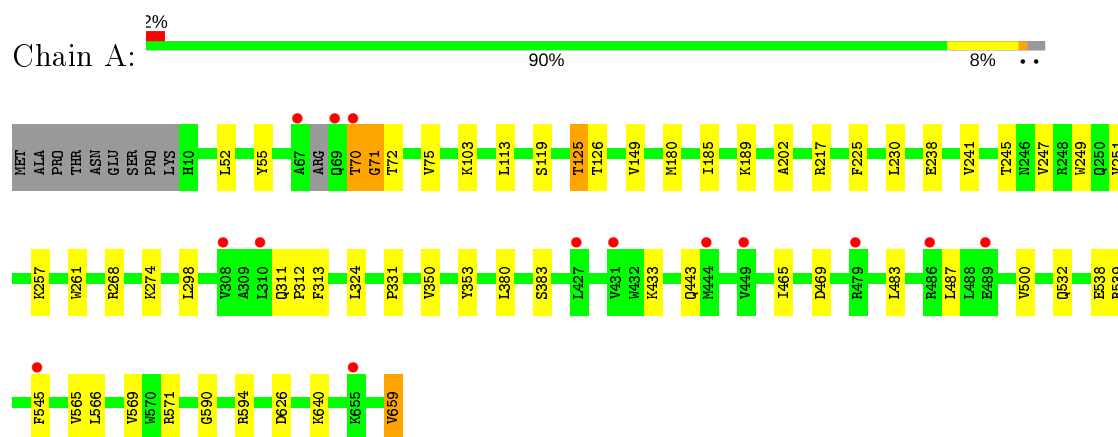 2%
Chain A:
90% 8% • •
MET ALA PRO THR ASN GLU SER PRO LYS H10 L52 Y55 A67 ARG Q69 T70 G71 T72 V75 K103 L113 S119 T125 T126 V149 M180 I185 K189 A202 R217 F225 L230 E238 V241 T245 N246 V247 R248 W249 Q250 V251
K257 W261 R268 K274 L298 V308 A309 L310 Q311 P312 F313 L324 P331 V350 Y353 L380 S383 L427 V431 W432 K433 Q443 M444 V449 I465 D469 R479 L483 R486 L487 L488 E489 V500 Q532 E538 R539
F545 V565 L566 V569 W570 R571 G590 R594 D626 K640 K655 V659